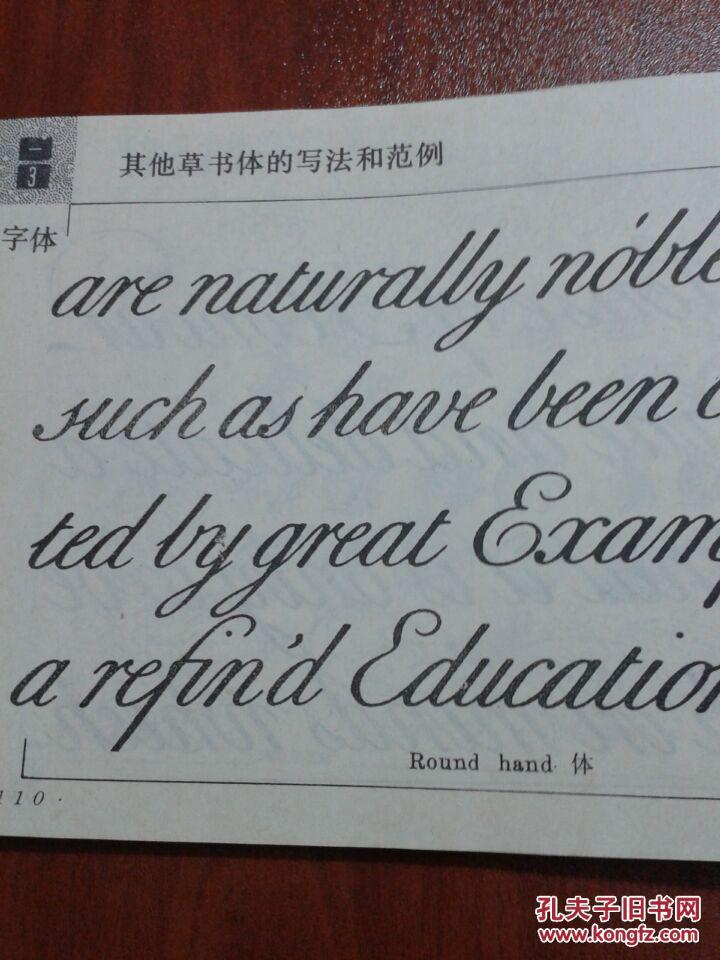 一
3
其他草书体的写法和范例
字体
are naturally nóble
such as have been
ted by great Exam
a refin'd Education
Round hand 体
110.
孔夫子旧书网
www.kongfz.com